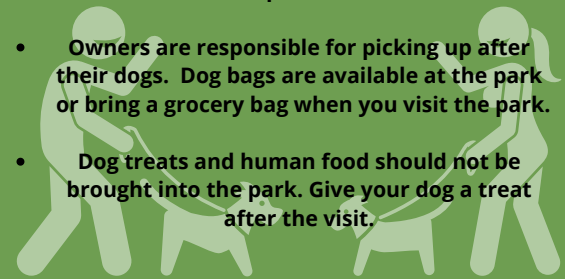 • Owners are responsible for picking up after
their dogs.  Dog bags are available at the park
or bring a grocery bag when you visit the park.
• Dog treats and human food should not be
brought into the park. Give your dog a treat
after the visit.